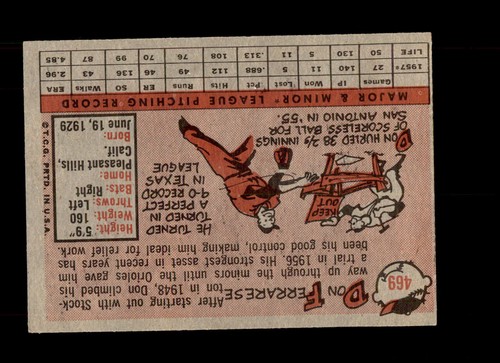 469
DON FERRARESE
After starting out with Stock-
ton in 1948, Don climbed his
way up through the minors until the Orioles gave him
a trial in 1956. His strongest asset in recent years has
been his good control, making him ideal for relief work.
Height: 5'9"
Weight: 160
Throws: Left
Bats: Right
Home:
Pleasant Hills,
Calif.
Born:
June 19, 1929
HE TURNED
IN A PERFECT
4-0 RECORD
IN TEXAS
LEAGUE
KEEP OUT
DON HURLED 38 2/3 INNINGS
OF SCORELESS BALL FOR
SAN ANTONIO IN '55.
© T.C.G. PRTD. IN U.S.A.
MAJOR & MINOR* LEAGUE PITCHING RECORD
Games IP Won Lost Pct. Hits Runs ER SO Walks ERA
1957* 27 140 11 5 .688 112 49 46 136 43 2.96
LIFE 50 130 5 11 .313 108 76 70 99 87 4.85